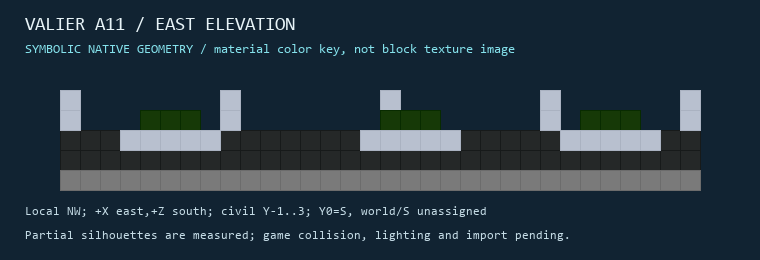 VALIER A11 / EAST ELEVATION
SYMBOLIC NATIVE GEOMETRY / material color key, not block texture image
Local NW; +X east,+Z south; civil Y-1..3; Y0=S, world/S unassigned
Partial silhouettes are measured; game collision, lighting and import pending.